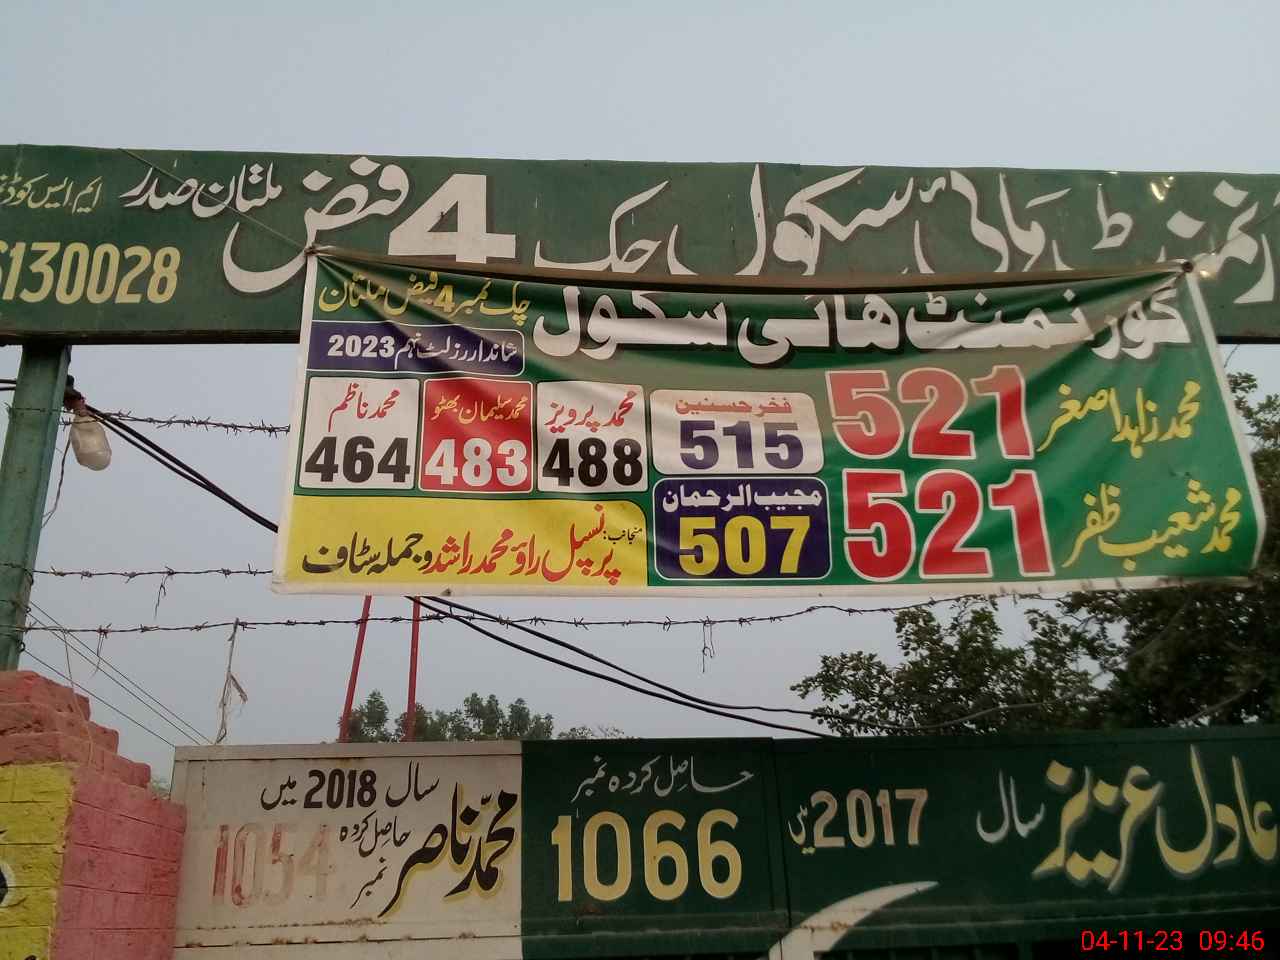 رنمنٹ ہائی سکول چک 4 فض ملتان صدر
ایم ایس کوڈ
6130028
گورنمنٹ ھائی سکول
چک نمبر 4 فیض ملتان
شاندار رزلٹ نہم 2023
محمد زاہد اصغر 521
محمد شعیب ظفر 521
فخر حسنین 515
مجیب الرحمان 507
محمد پرویز 488
محمد سلیمان بھٹو 483
محمد ناظم 464
منجانب: پرنسپل راؤ محمد راشد و جملہ سٹاف
عادل عزیز سال 2017 میں
حاصل کردہ نمبر
1066
محمد ناصر سال 2018 میں
حاصل کردہ نمبر
1054
04-11-23 09:46